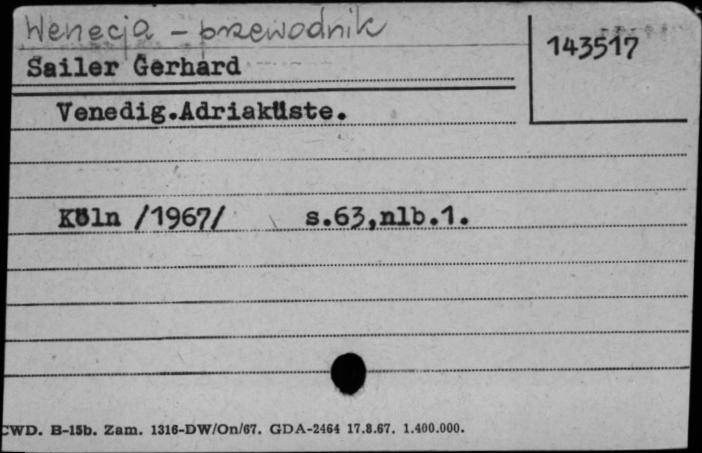 Wenecja - przewodnik
143517
Sailer Gerhard
Venedig.Adriaküste.
Köln /1967/ s.63,nlb.1.
CWD. B-15b. Zam. 1316-DW/On/67. GDA-2464 17.8.67. 1.400.000.